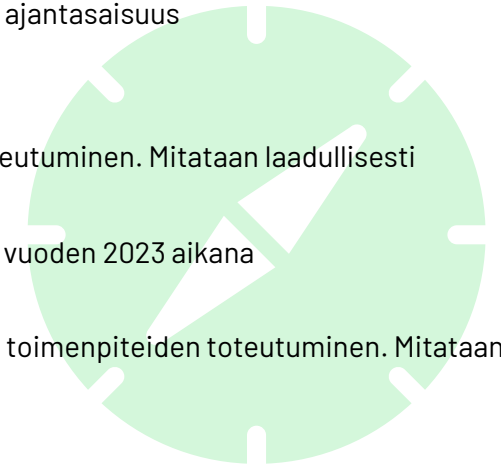 ajantasaisuus
eutuminen. Mitataan laadullisesti
vuoden 2023 aikana
toimenpiteiden toteutuminen. Mitataan